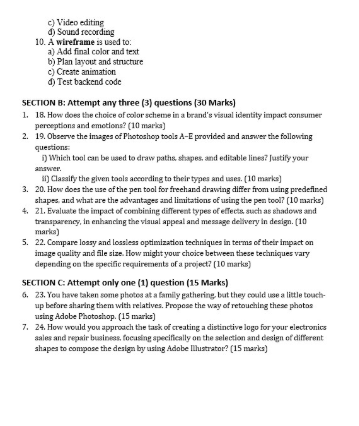 c) Video editing
d) Sound recording
10. A wireframe is used to:
a) Add final color and text
b) Plan layout and structure
c) Create animation
d) Test backend code
SECTION B: Attempt any three (3) questions (30 Marks)
1. 18. How does the choice of color scheme in a brand's visual identity impact consumer
perceptions and emotions? (10 marks)
2. 19. Observe the images of Photoshop tools A–E provided and answer the following
questions:
i) Which tool can be used to draw paths, shapes, and editable lines? Justify your
answer.
ii) Classify the given tools according to their types and uses. (10 marks)
3. 20. How does the use of the pen tool for freehand drawing differ from using predefined
shapes, and what are the advantages and limitations of using the pen tool? (10 marks)
4. 21. Evaluate the impact of combining different types of effects, such as shadows and
transparency, in enhancing the visual appeal and message delivery in design. (10
marks)
5. 22. Compare lossy and lossless optimization techniques in terms of their impact on
image quality and file size. How might your choice between these techniques vary
depending on the specific requirements of a project? (10 marks)
SECTION C: Attempt only one (1) question (15 Marks)
6. 23. You have taken some photos at a family gathering, but they could use a little touch-
up before sharing them with relatives. Propose the way of retouching these photos
using Adobe Photoshop. (15 marks)
7. 24. How would you approach the task of creating a distinctive logo for your electronics
sales and repair business, focusing specifically on the selection and design of different
shapes to compose the design by using Adobe Illustrator? (15 marks)